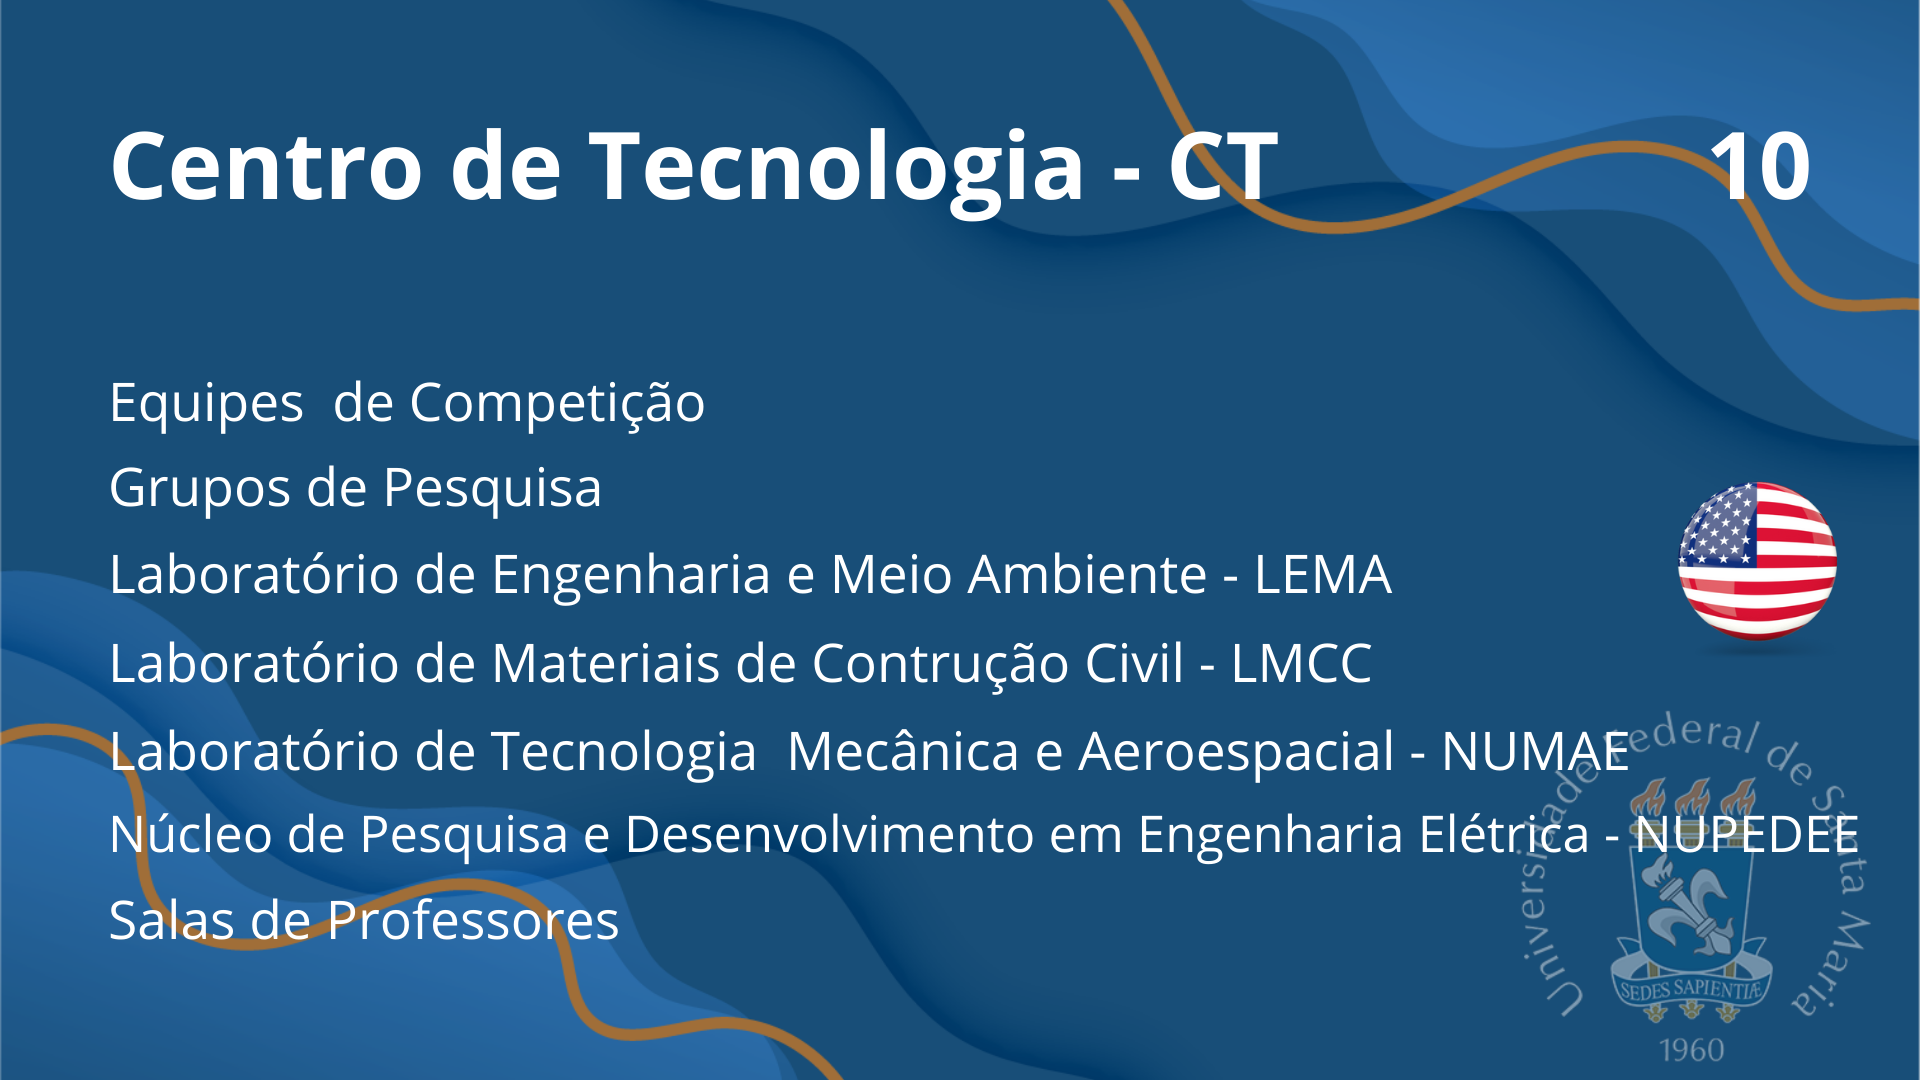 Centro de Tecnologia - CT 10
Equipes de Competição
Grupos de Pesquisa
Laboratório de Engenharia e Meio Ambiente - LEMA
Laboratório de Materiais de Contrução Civil - LMCC
Laboratório de Tecnologia Mecânica e Aeroespacial - NUMAE
Núcleo de Pesquisa e Desenvolvimento em Engenharia Elétrica - NUPEDEE
Salas de Professores
Universidade Federal de Santa Maria
SEDES SAPIENTIÆ
1960